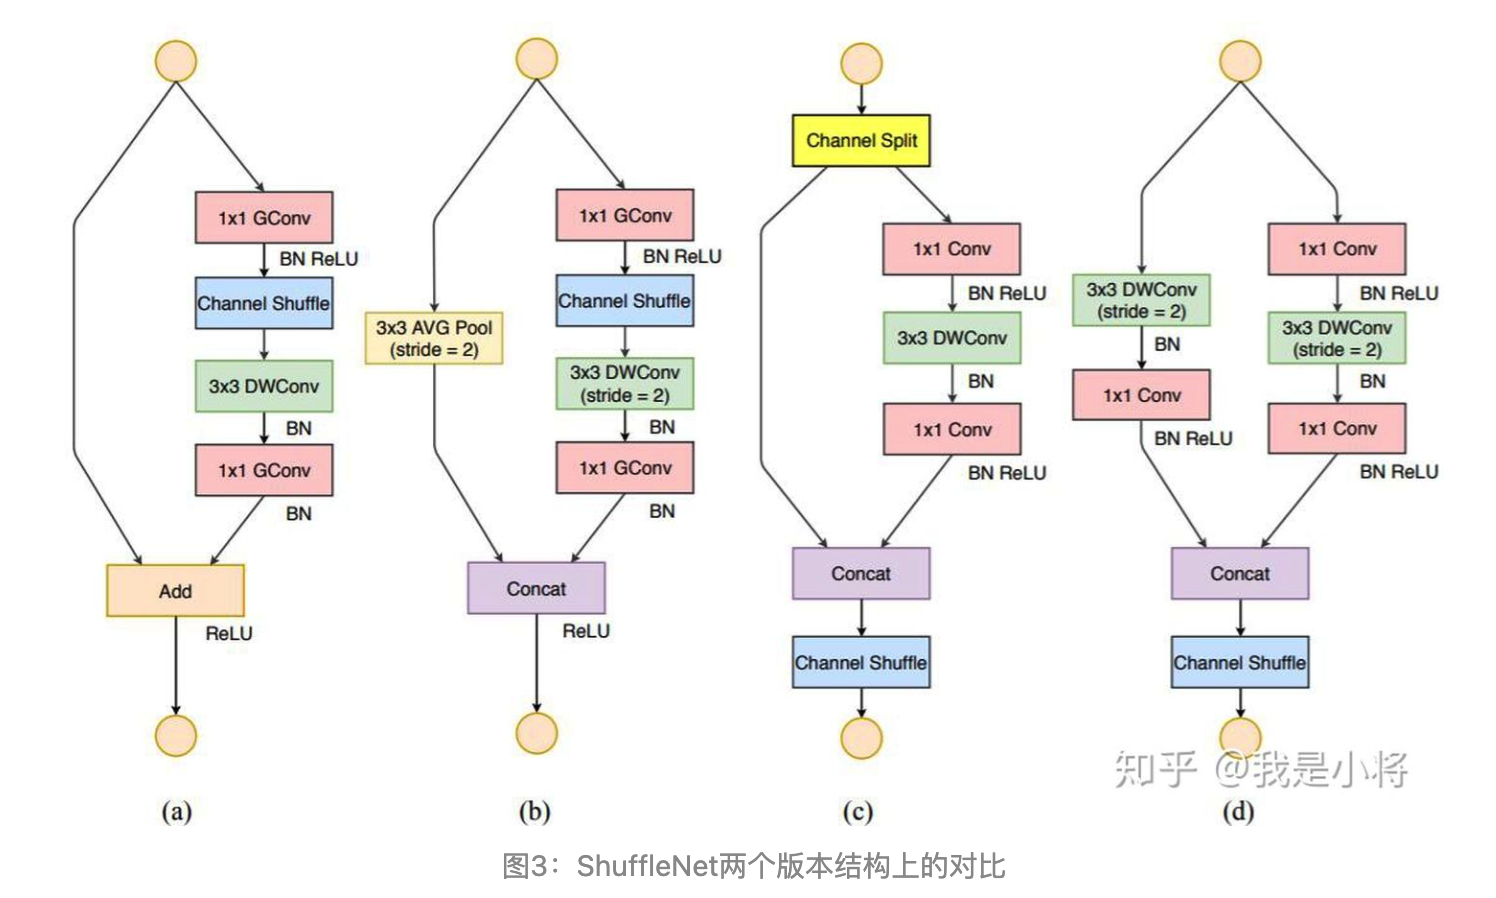 1x1 GConv
BN ReLU
Channel Shuffle
3x3 DWConv
BN
1x1 GConv
BN
Add
ReLU
(a)
1x1 GConv
BN ReLU
Channel Shuffle
3x3 AVG Pool
(stride = 2)
3x3 DWConv
(stride = 2)
BN
1x1 GConv
BN
Concat
ReLU
(b)
Channel Split
1x1 Conv
BN ReLU
3x3 DWConv
BN
1x1 Conv
BN ReLU
Concat
Channel Shuffle
(c)
3x3 DWConv
(stride = 2)
BN
1x1 Conv
BN ReLU
1x1 Conv
BN ReLU
3x3 DWConv
(stride = 2)
BN
1x1 Conv
BN ReLU
Concat
Channel Shuffle
知乎 @我是小将
(d)
图3：ShuffleNet两个版本结构上的对比